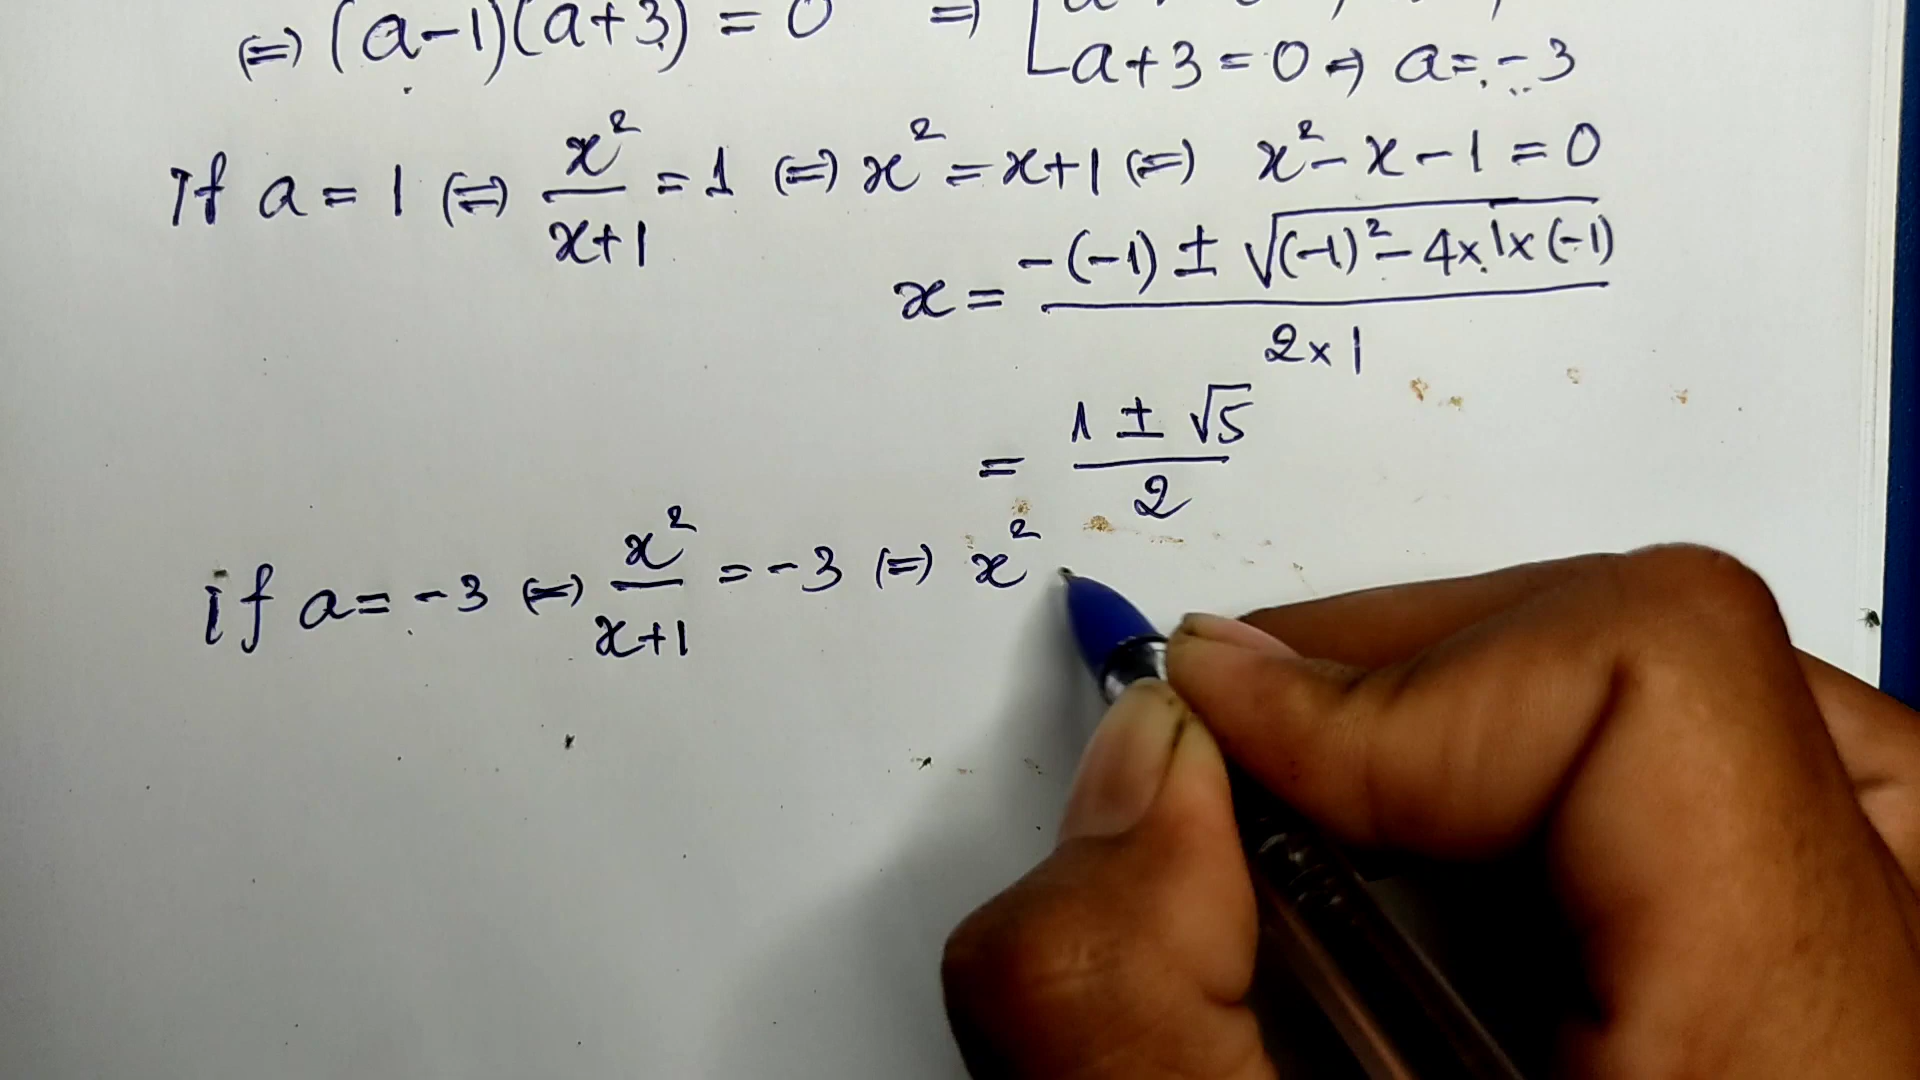 ⇔ (a-1)(a+3) = 0 ⇒
a+3=0 ⇒ a=-3
If a = 1 ⇔ x²/(x+1) = 1 ⇔ x² = x+1 ⇔ x² - x - 1 = 0
x = (-(-1) ± √((-1)² - 4×1×(-1)))/(2×1)
= (1 ± √5)/2
if a = -3 ⇔ x²/(x+1) = -3 ⇔ x²